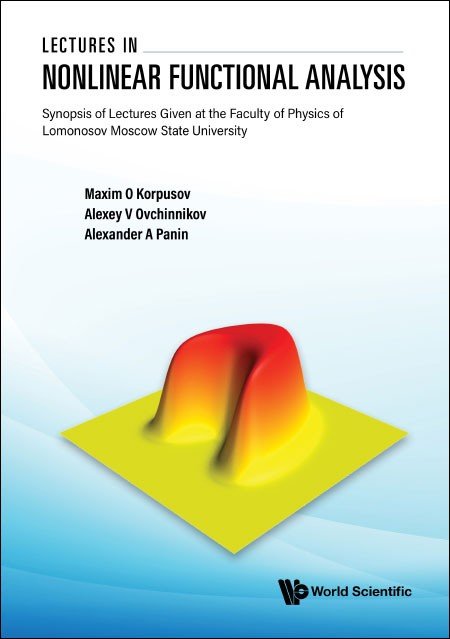 LECTURES IN
NONLINEAR FUNCTIONAL ANALYSIS
Synopsis of Lectures Given at the Faculty of Physics of
Lomonosov Moscow State University
Maxim O Korpusov
Alexey V Ovchinnikov
Alexander A Panin
World Scientific